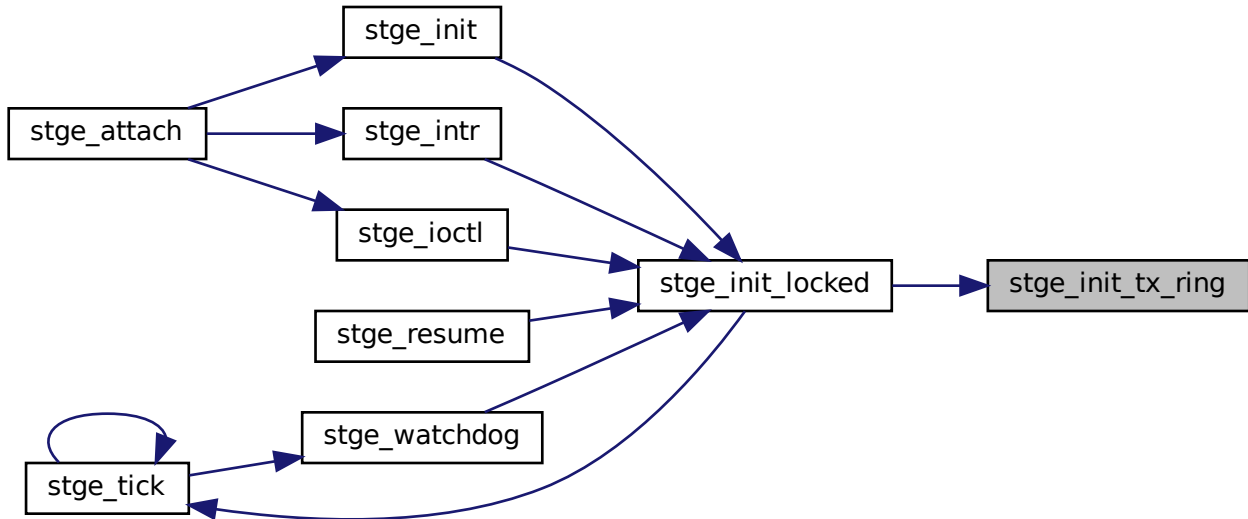 stge_init
stge_attach
stge_intr
stge_ioctl
stge_init_locked
stge_init_tx_ring
stge_resume
stge_watchdog
stge_tick